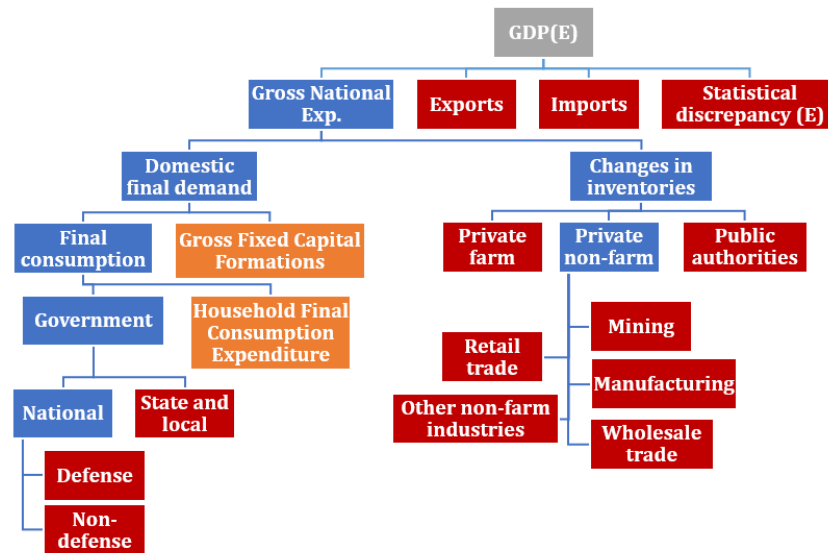 GDP(E)
Gross National
Exp.
Exports
Imports
Statistical
discrepancy (E)
Domestic
final demand
Changes in
inventories
Final
consumption
Gross Fixed Capital
Formations
Private
farm
Private
non-farm
Public
authorities
Government
Household Final
Consumption
Expenditure
Mining
Retail
trade
Manufacturing
National
State and
local
Other non-farm
industries
Wholesale
trade
Defense
Non-
defense